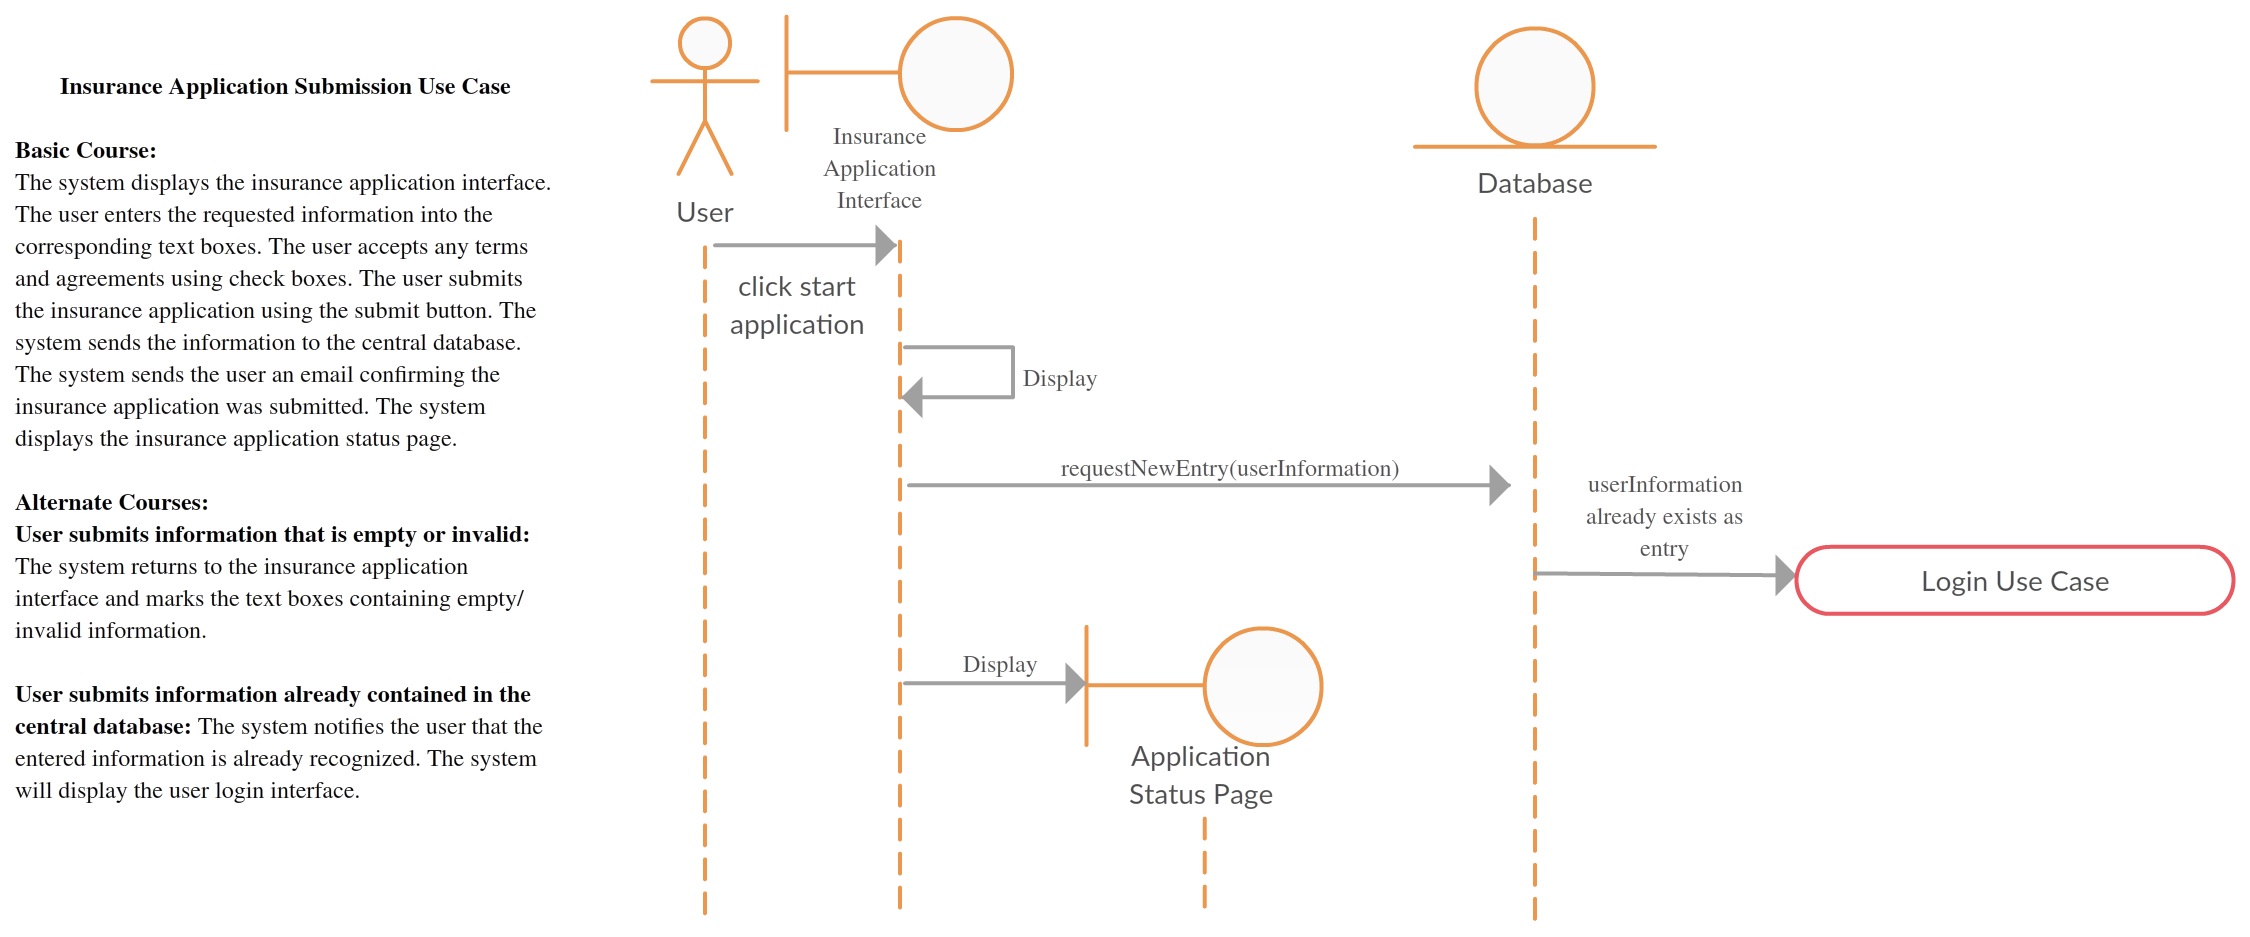 Insurance Application Submission Use Case
Basic Course:
The system displays the insurance application interface.
The user enters the requested information into the
corresponding text boxes. The user accepts any terms
and agreements using check boxes. The user submits
the insurance application using the submit button. The
system sends the information to the central database.
The system sends the user an email confirming the
insurance application was submitted. The system
displays the insurance application status page.
Alternate Courses:
User submits information that is empty or invalid:
The system returns to the insurance application
interface and marks the text boxes containing empty/
invalid information.
User submits information already contained in the
central database: The system notifies the user that the
entered information is already recognized. The system
will display the user login interface.
User
Insurance
Application
Interface
Database
click start
application
Display
requestNewEntry(userInformation)
userInformation
already exists as
entry
Login Use Case
Display
Application
Status Page